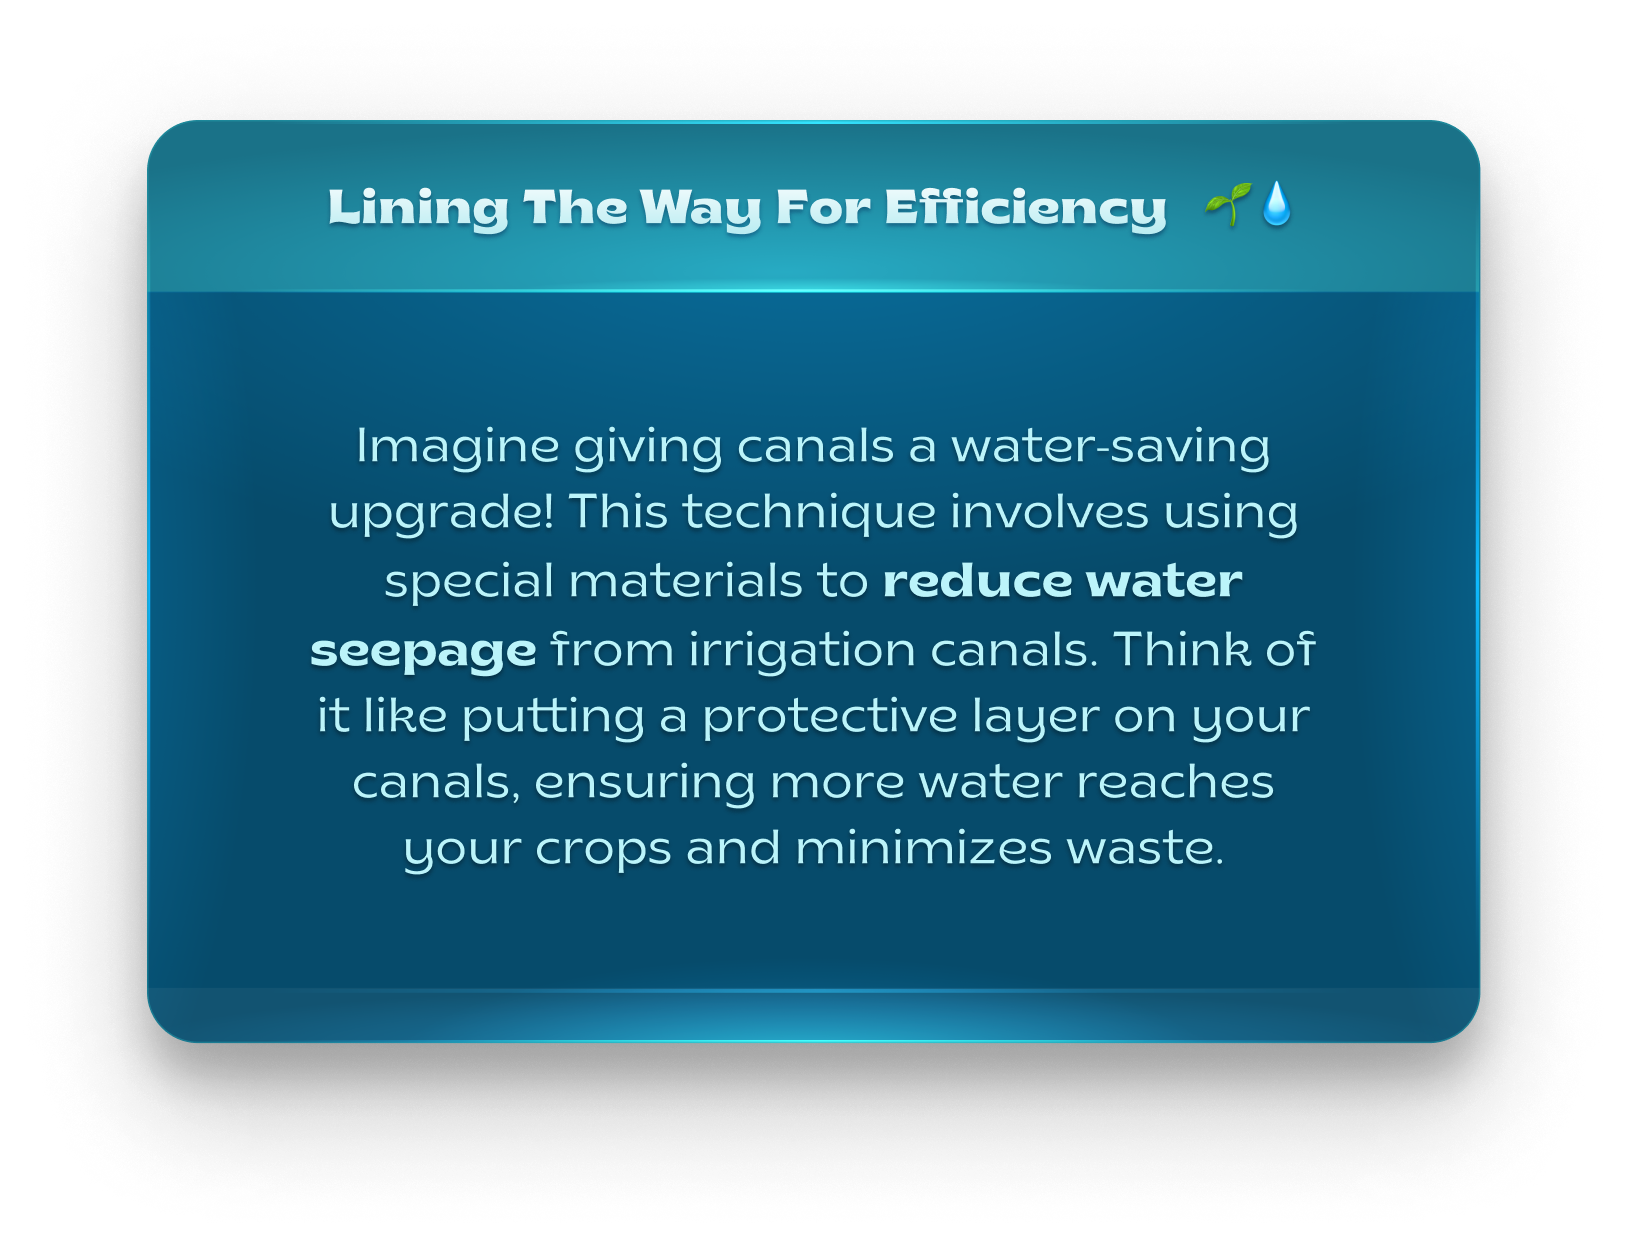 Lining The Way For Efficiency 🌱💧
Imagine giving canals a water-saving
upgrade! This technique involves using
special materials to reduce water
seepage from irrigation canals. Think of
it like putting a protective layer on your
canals, ensuring more water reaches
your crops and minimizes waste.